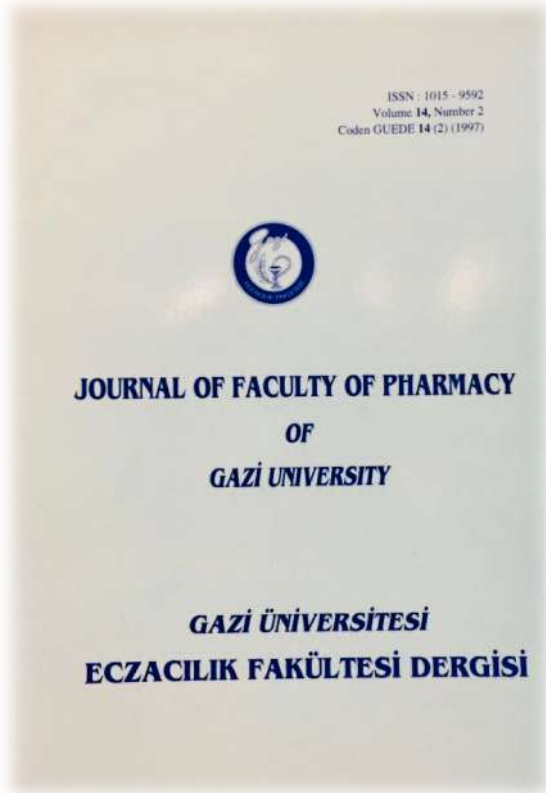 ISSN : 1015 - 9592
Volume 14, Number 2
Coden GUEDE 14 (2) (1997)
JOURNAL OF FACULTY OF PHARMACY
OF
GAZİ UNIVERSITY
GAZİ ÜNİVERSİTESİ
ECZACILIK FAKÜLTESİ DERGİSİ